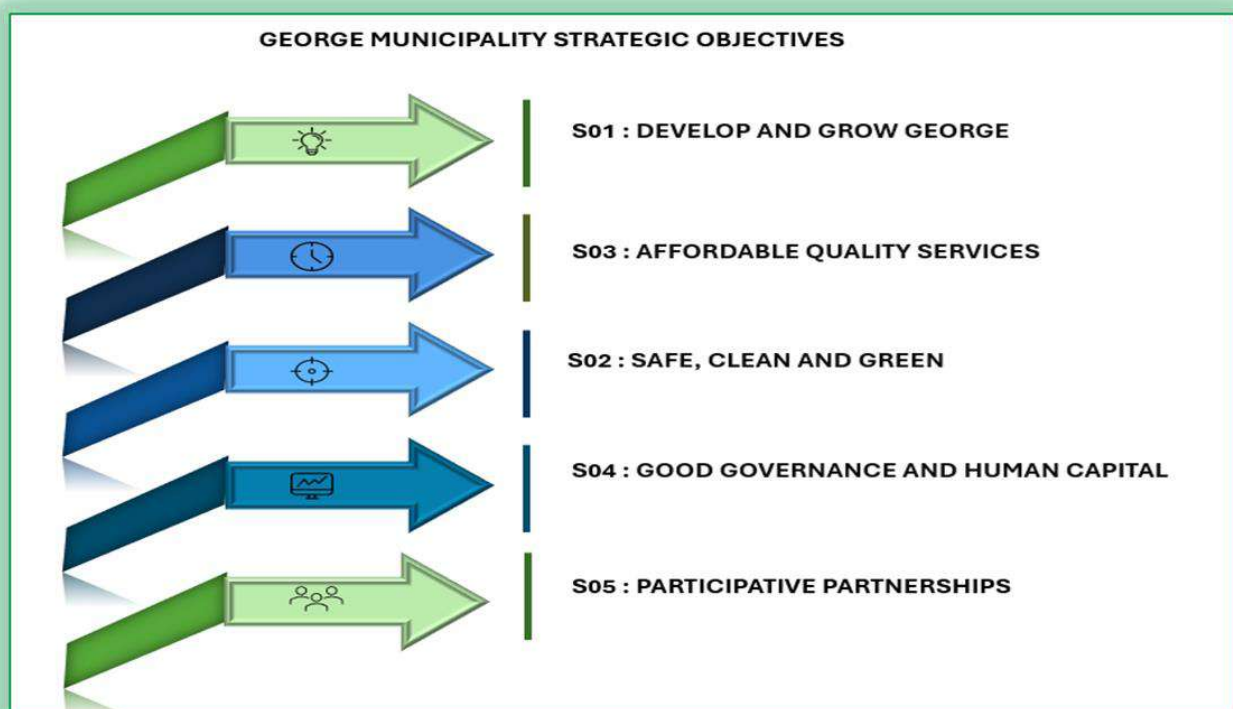 GEORGE MUNICIPALITY STRATEGIC OBJECTIVES
S01 : DEVELOP AND GROW GEORGE
S03 : AFFORDABLE QUALITY SERVICES
S02 : SAFE, CLEAN AND GREEN
S04 : GOOD GOVERNANCE AND HUMAN CAPITAL
S05 : PARTICIPATIVE PARTNERSHIPS